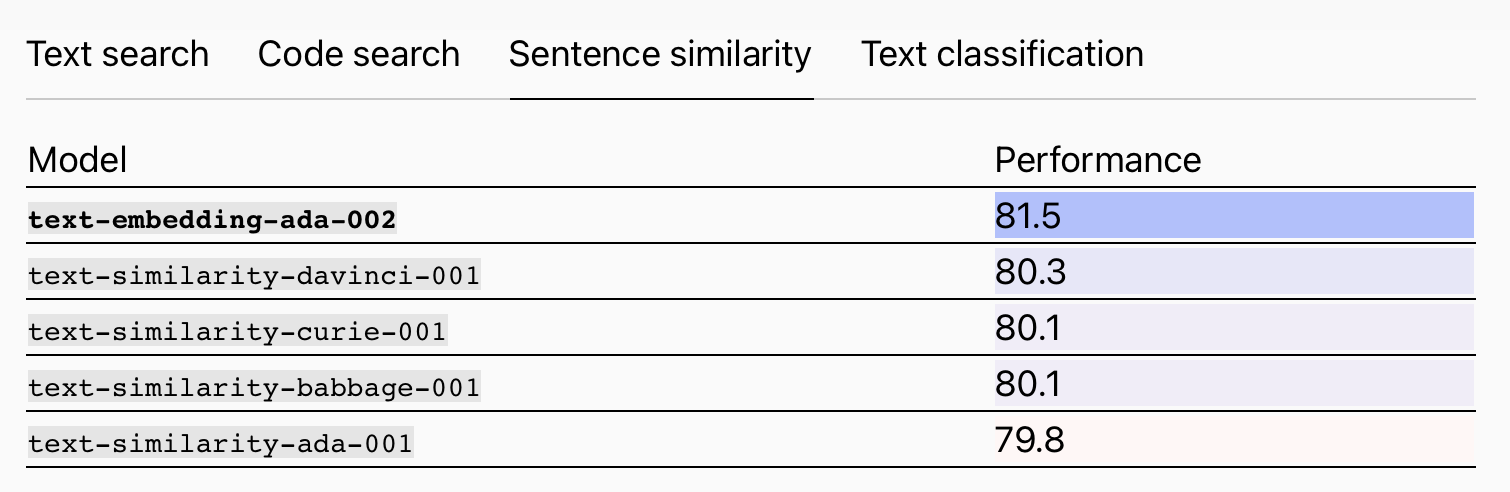 Text search Code search Sentence similarity Text classification
Model Performance
text-embedding-ada-002 81.5
text-similarity-davinci-001 80.3
text-similarity-curie-001 80.1
text-similarity-babbage-001 80.1
text-similarity-ada-001 79.8